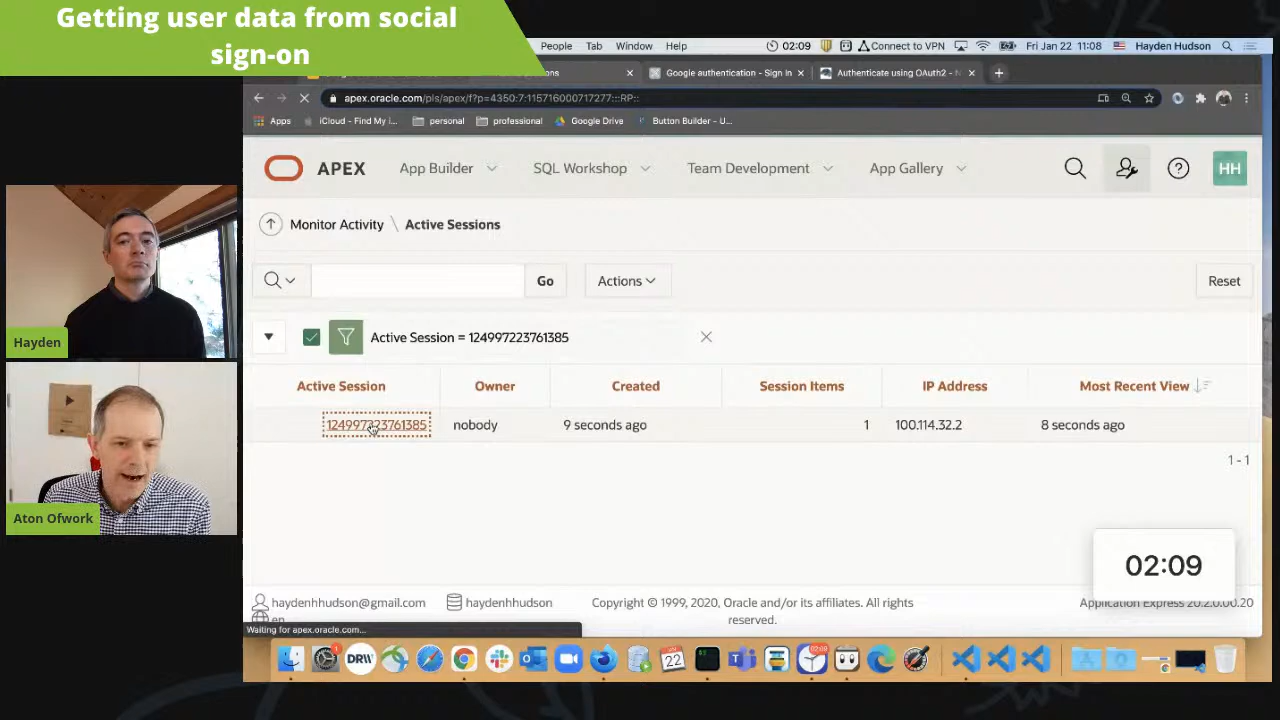 Getting user data from social
sign-on
People Tab Window Help 02:09 Connect to VPN Fri Jan 22 11:08 Hayden Hudson
Google authentication - Sign In Authenticate using OAuth2 - N
apex.oracle.com/pls/apex/f?p=4350:7:115716000717277:::RP::
Apps iCloud - Find My i... personal professional Google Drive Button Builder - U...
APEX App Builder SQL Workshop Team Development App Gallery HH
Monitor Activity \ Active Sessions
Go Actions Reset
Active Session = 124997223761385
Active Session Owner Created Session Items IP Address Most Recent View
124997223761385 nobody 9 seconds ago 1 100.114.32.2 8 seconds ago
1 - 1
Hayden
Aton Ofwork
02:09
haydenhhudson@gmail.com haydenhhudson Copyright © 1999, 2020, Oracle and/or its affiliates. All rights
reserved.
Application Express 20.2.0.00.20
en
Waiting for apex.oracle.com...
DRW 22 02:09